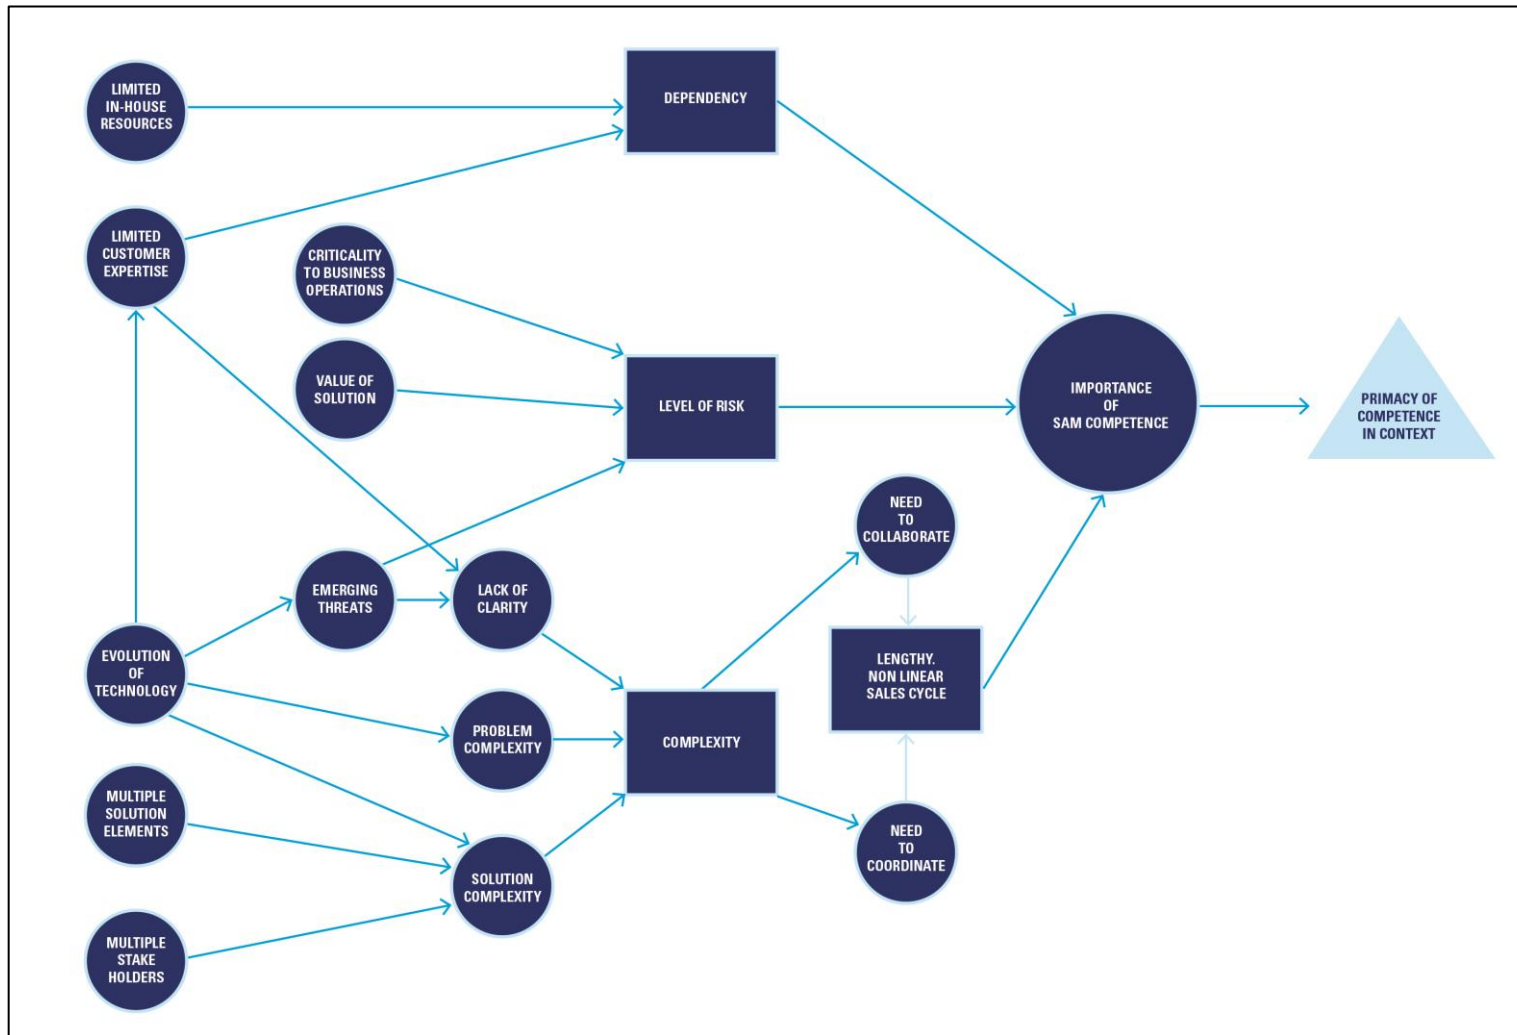 LIMITED
IN-HOUSE
RESOURCES
DEPENDENCY
LIMITED
CUSTOMER
EXPERTISE
CRITICALITY
TO BUSINESS
OPERATIONS
VALUE OF
SOLUTION
LEVEL OF RISK
IMPORTANCE
OF
SAM COMPETENCE
PRIMACY OF
COMPETENCE
IN CONTEXT
NEED
TO
COLLABORATE
EMERGING
THREATS
LACK OF
CLARITY
EVOLUTION
OF
TECHNOLOGY
LENGTHY.
NON LINEAR
SALES CYCLE
PROBLEM
COMPLEXITY
COMPLEXITY
MULTIPLE
SOLUTION
ELEMENTS
NEED
TO
COORDINATE
SOLUTION
COMPLEXITY
MULTIPLE
STAKE
HOLDERS